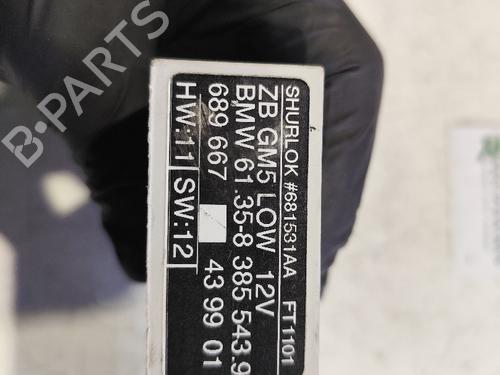 B-PARTS
SHURLOK #681531AA FT1101
ZB GM5 LOW 12V
BMW 61.35-8 385 543.9
689 667 43 99 01
HW:11 SW:12